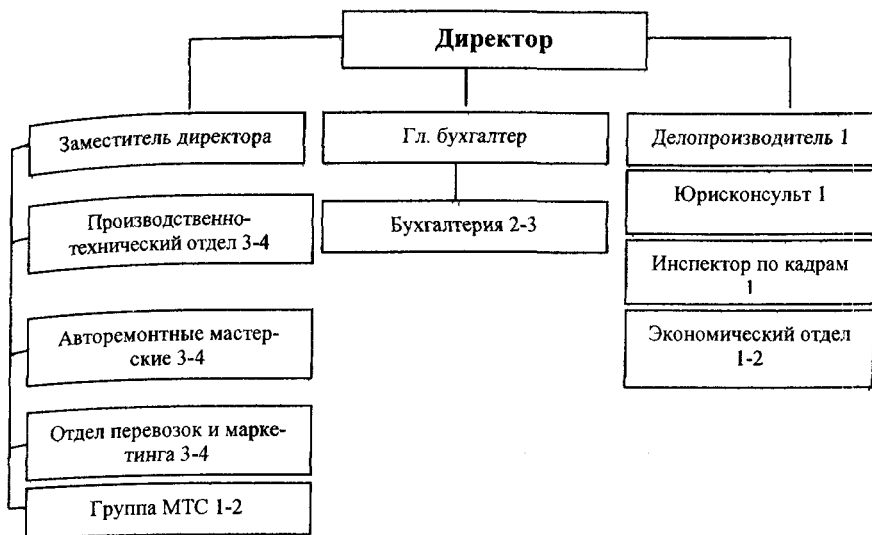 Директор
Заместитель директора
Производственно-
технический отдел 3-4
Авторемонтные мастер-
ские 3-4
Отдел перевозок и марке-
тинга 3-4
Группа МТС 1-2
Гл. бухгалтер
Бухгалтерия 2-3
Делопроизводитель 1
Юрисконсульт 1
Инспектор по кадрам
1
Экономический отдел
1-2